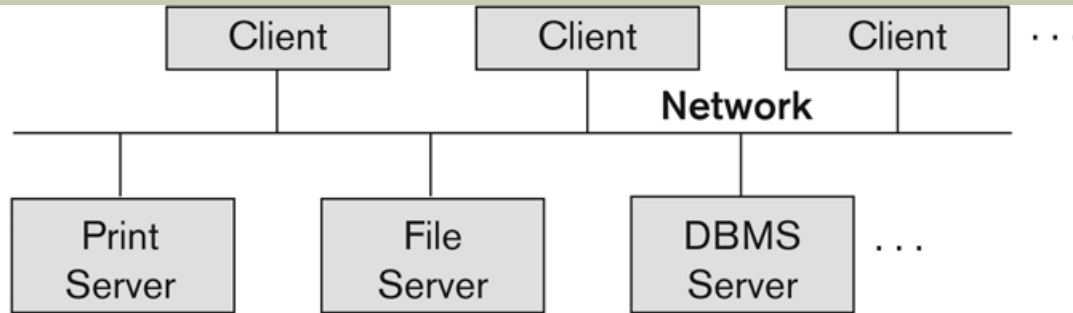 Client Client Client . . .
Network
Print File DBMS . . .
Server Server Server